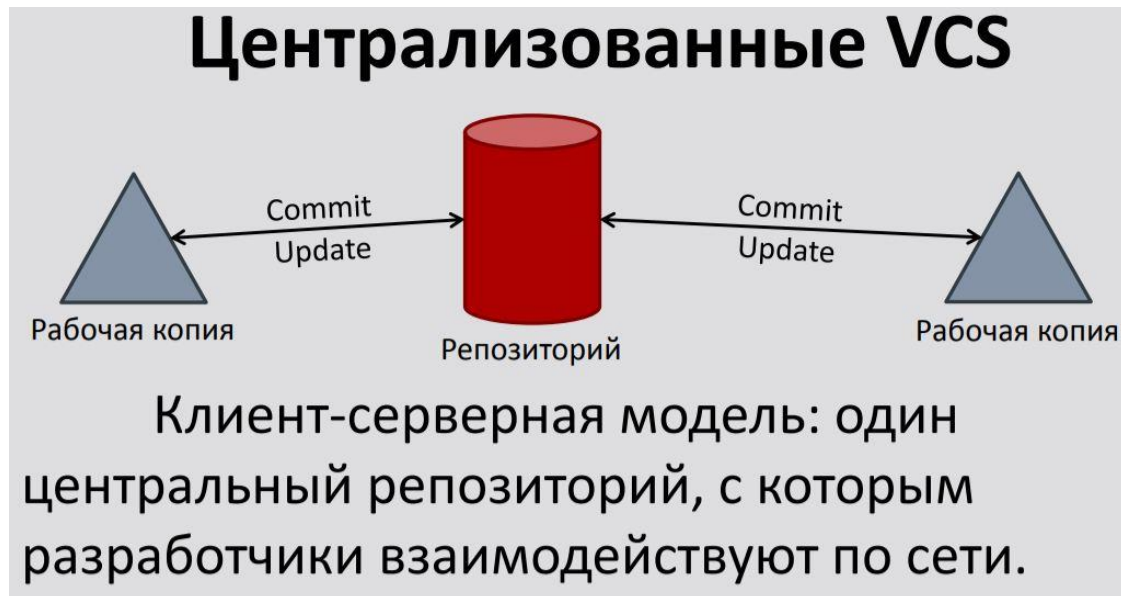 Централизованные VCS
Commit
Update
Commit
Update
Рабочая копия
Репозиторий
Рабочая копия
Клиент-серверная модель: один
центральный репозиторий, с которым
разработчики взаимодействуют по сети.